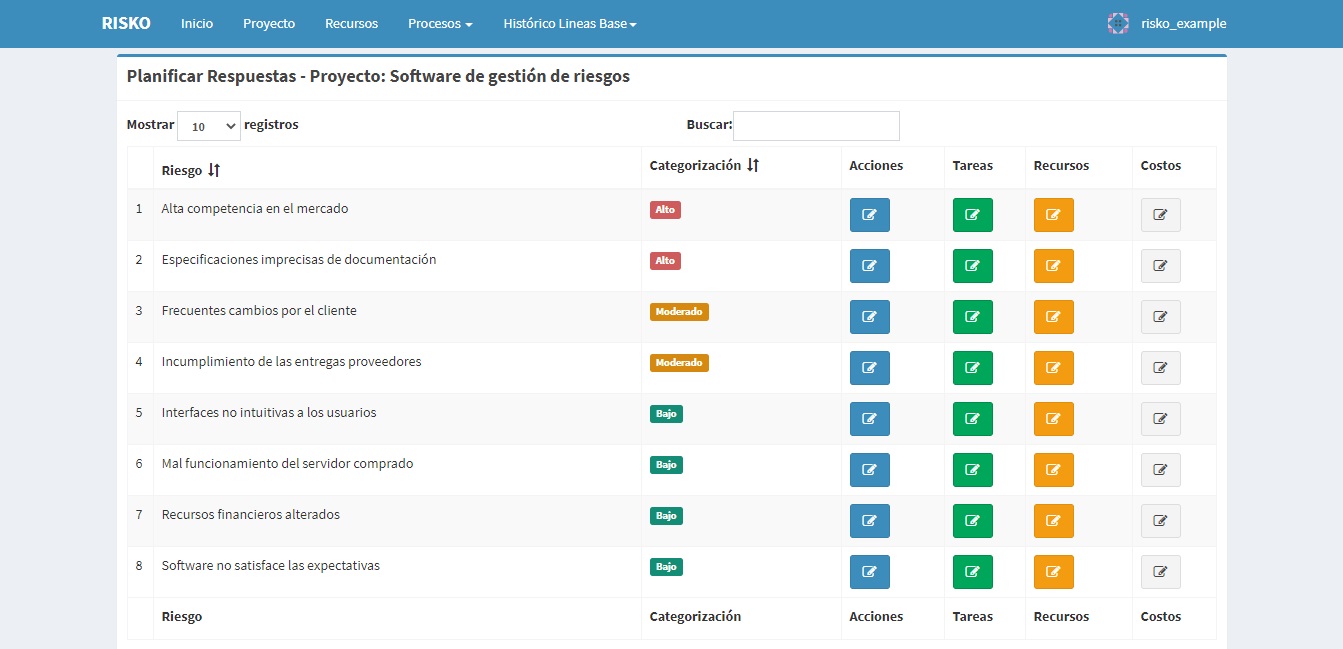 RISKO Inicio Proyecto Recursos Procesos Histórico Lineas Base risko_example
Planificar Respuestas - Proyecto: Software de gestión de riesgos
Mostrar 10 registros Buscar:
Riesgo Categorización Acciones Tareas Recursos Costos
1 Alta competencia en el mercado Alto
2 Especificaciones imprecisas de documentación Alto
3 Frecuentes cambios por el cliente Moderado
4 Incumplimiento de las entregas proveedores Moderado
5 Interfaces no intuitivas a los usuarios Bajo
6 Mal funcionamiento del servidor comprado Bajo
7 Recursos financieros alterados Bajo
8 Software no satisface las expectativas Bajo
Riesgo Categorización Acciones Tareas Recursos Costos